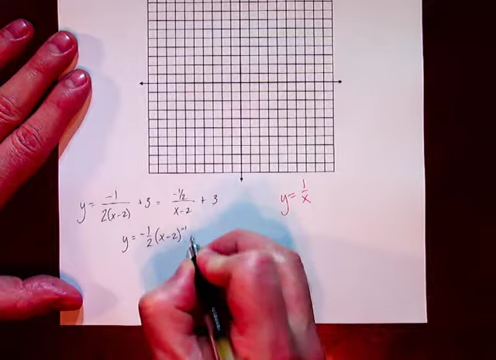 y = -1/2(x-2) + 3 = -1/2/x-2 + 3
y = 1/x
y = -1/2 (x-2)⁻¹